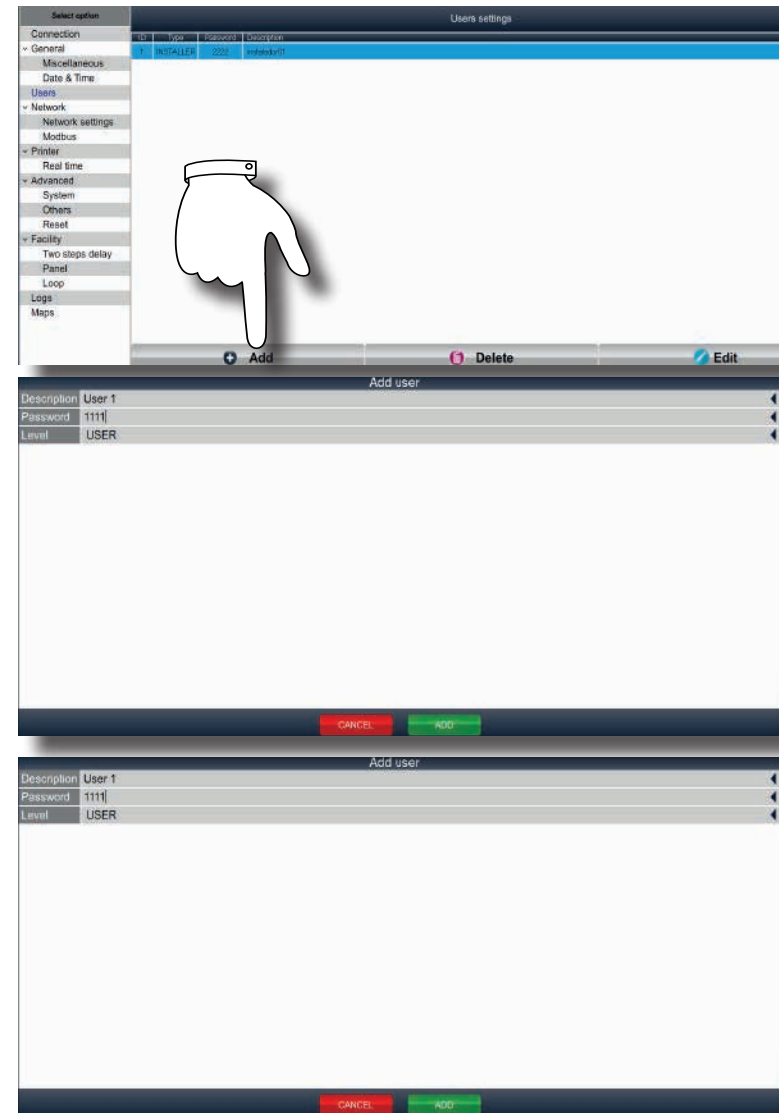 Select option
Users settings
Connection
General
Miscellaneous
Date & Time
Users
Network
Network settings
Modbus
Printer
Real time
Advanced
System
Others
Reset
Facility
Two steps delay
Panel
Loop
Logs
Maps
ID Type Password Description
1 INSTALLER 2222
Add Delete Edit
Add user
Description User 1
Password 1111
Level USER
CANCEL ADD
Add user
Description User 1
Password 1111
Level USER
CANCEL ADD